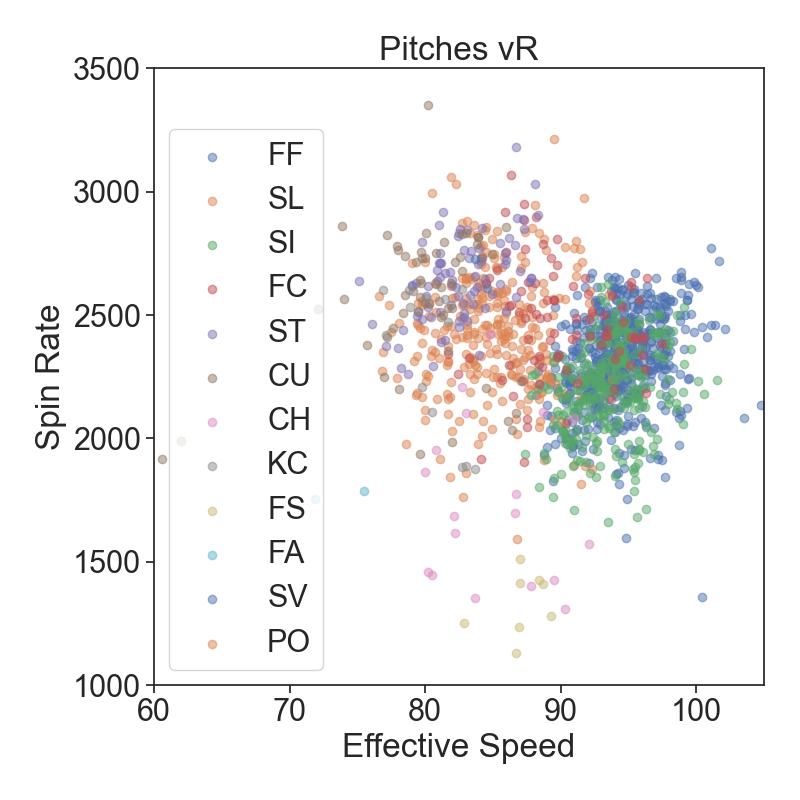 Pitches vR
3500
3000
2500
2000
1500
1000
Spin Rate
FF
SL
SI
FC
ST
CU
CH
KC
FS
FA
SV
PO
60 70 80 90 100
Effective Speed